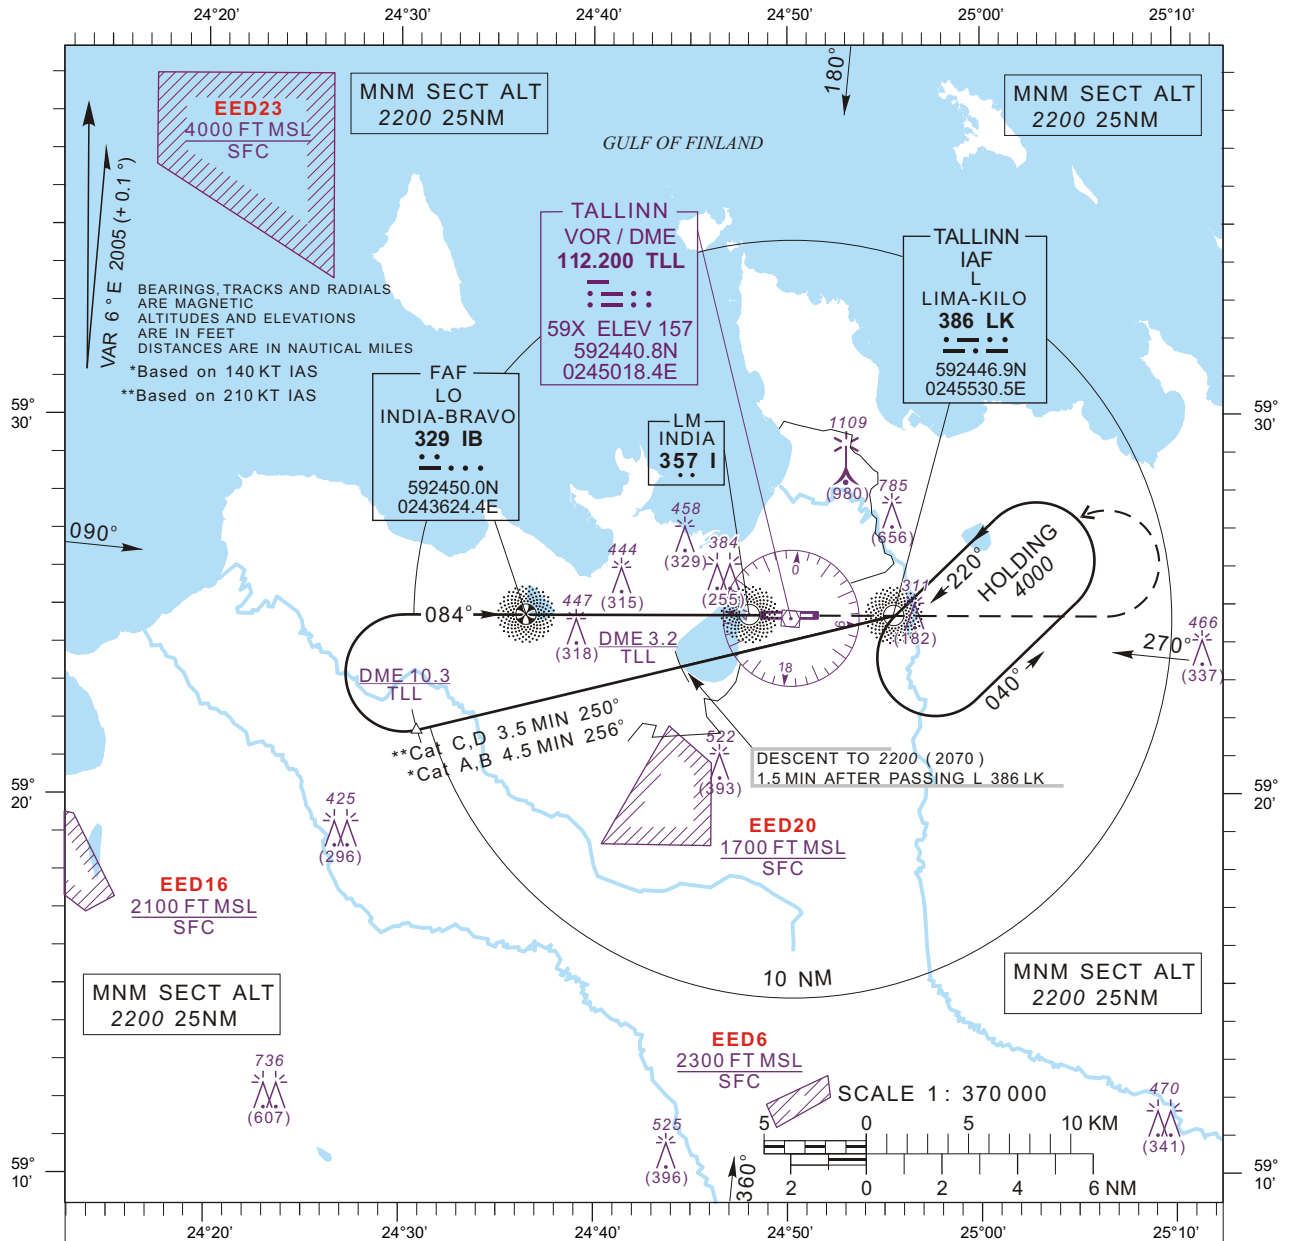 24°20’ 24°30’ 24°40’ 24°50’ 25°00’ 25°10’
EED23
4000 FT MSL
SFC
MNM SECT ALT
2200 25NM
180°
MNM SECT ALT
2200 25NM
GULF OF FINLAND
VAR 6° E 2005 (+ 0.1 °)
BEARINGS, TRACKS AND RADIALS
ARE MAGNETIC
ALTITUDES AND ELEVATIONS
ARE IN FEET
DISTANCES ARE IN NAUTICAL MILES
*Based on 140 KT IAS
**Based on 210 KT IAS
TALLINN
VOR / DME
112.200 TLL
59X ELEV 157
592440.8N
0245018.4E
TALLINN
IAF
L
LIMA-KILO
386 LK
592446.9N
0245530.5E
FAF
LO
INDIA-BRAVO
329 IB
592450.0N
0243624.4E
LM
INDIA
357 I
59°
30’
59°
30’
1109
(980)
785
(656)
458
(329)
444
(315)
384
(255)
447
(318)
311
(182)
466
(337)
090°
084°
220°
HOLDING
4000
040°
270°
0
9
18
DME 3.2
TLL
DME 10.3
TLL
**Cat C,D 3.5 MIN 250°
*Cat A,B 4.5 MIN 256°
522
(393)
DESCENT TO 2200 (2070)
1.5 MIN AFTER PASSING L 386 LK
59°
20’
59°
20’
425
(296)
EED20
1700 FT MSL
SFC
EED16
2100 FT MSL
SFC
10 NM
MNM SECT ALT
2200 25NM
MNM SECT ALT
2200 25NM
EED6
2300 FT MSL
SFC
736
(607)
525
(396)
470
(341)
360°
SCALE 1 : 370 000
5 0 5 10 KM
2 0 2 4 6 NM
59°
10’
59°
10’
24°20’ 24°30’ 24°40’ 24°50’ 25°00’ 25°10’